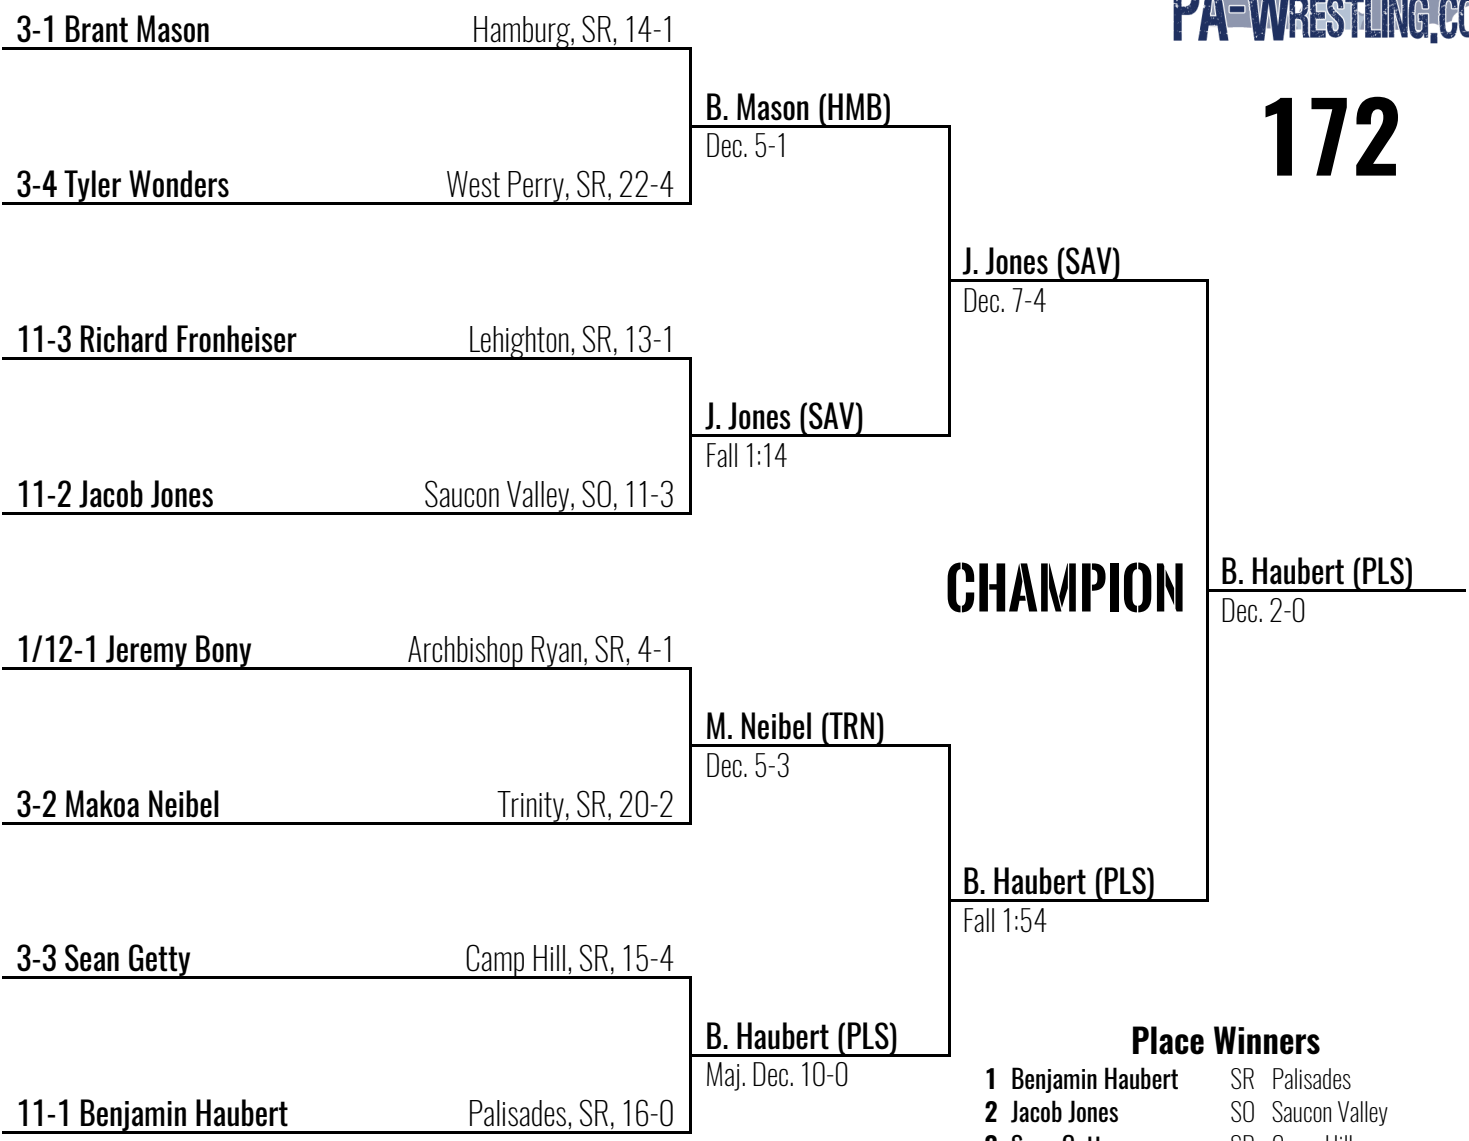 PA-WRESTLING.CO
172
3-1 Brant Mason Hamburg, SR, 14-1
B. Mason (HMB)
Dec. 5-1
3-4 Tyler Wonders West Perry, SR, 22-4
J. Jones (SAV)
Dec. 7-4
11-3 Richard Fronheiser Lehighton, SR, 13-1
J. Jones (SAV)
Fall 1:14
11-2 Jacob Jones Saucon Valley, SO, 11-3
CHAMPION
B. Haubert (PLS)
Dec. 2-0
1/12-1 Jeremy Bony Archbishop Ryan, SR, 4-1
M. Neibel (TRN)
Dec. 5-3
3-2 Makoa Neibel Trinity, SR, 20-2
B. Haubert (PLS)
Fall 1:54
3-3 Sean Getty Camp Hill, SR, 15-4
B. Haubert (PLS)
Maj. Dec. 10-0
11-1 Benjamin Haubert Palisades, SR, 16-0
Place Winners
1 Benjamin Haubert SR Palisades
2 Jacob Jones SO Saucon Valley